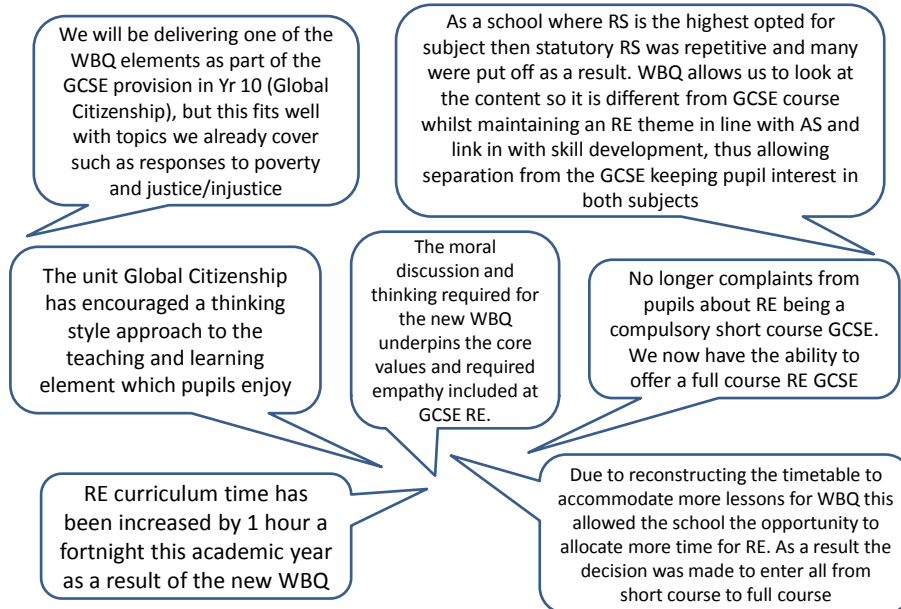 We will be delivering one of the
WBQ elements as part of the
GCSE provision in Yr 10 (Global
Citizenship), but this fits well
with topics we already cover
such as responses to poverty
and justice/injustice
As a school where RS is the highest opted for
subject then statutory RS was repetitive and many
were put off as a result. WBQ allows us to look at
the content so it is different from GCSE course
whilst maintaining an RE theme in line with AS and
link in with skill development, thus allowing
separation from the GCSE keeping pupil interest in
both subjects
The unit Global Citizenship
has encouraged a thinking
style approach to the
teaching and learning
element which pupils enjoy
The moral
discussion and
thinking required for
the new WBQ
underpins the core
values and required
empathy included at
GCSE RE.
No longer complaints from
pupils about RE being a
compulsory short course GCSE.
We now have the ability to
offer a full course RE GCSE
RE curriculum time has
been increased by 1 hour a
fortnight this academic year
as a result of the new WBQ
Due to reconstructing the timetable to
accommodate more lessons for WBQ this
allowed the school the opportunity to
allocate more time for RE. As a result the
decision was made to enter all from
short course to full course